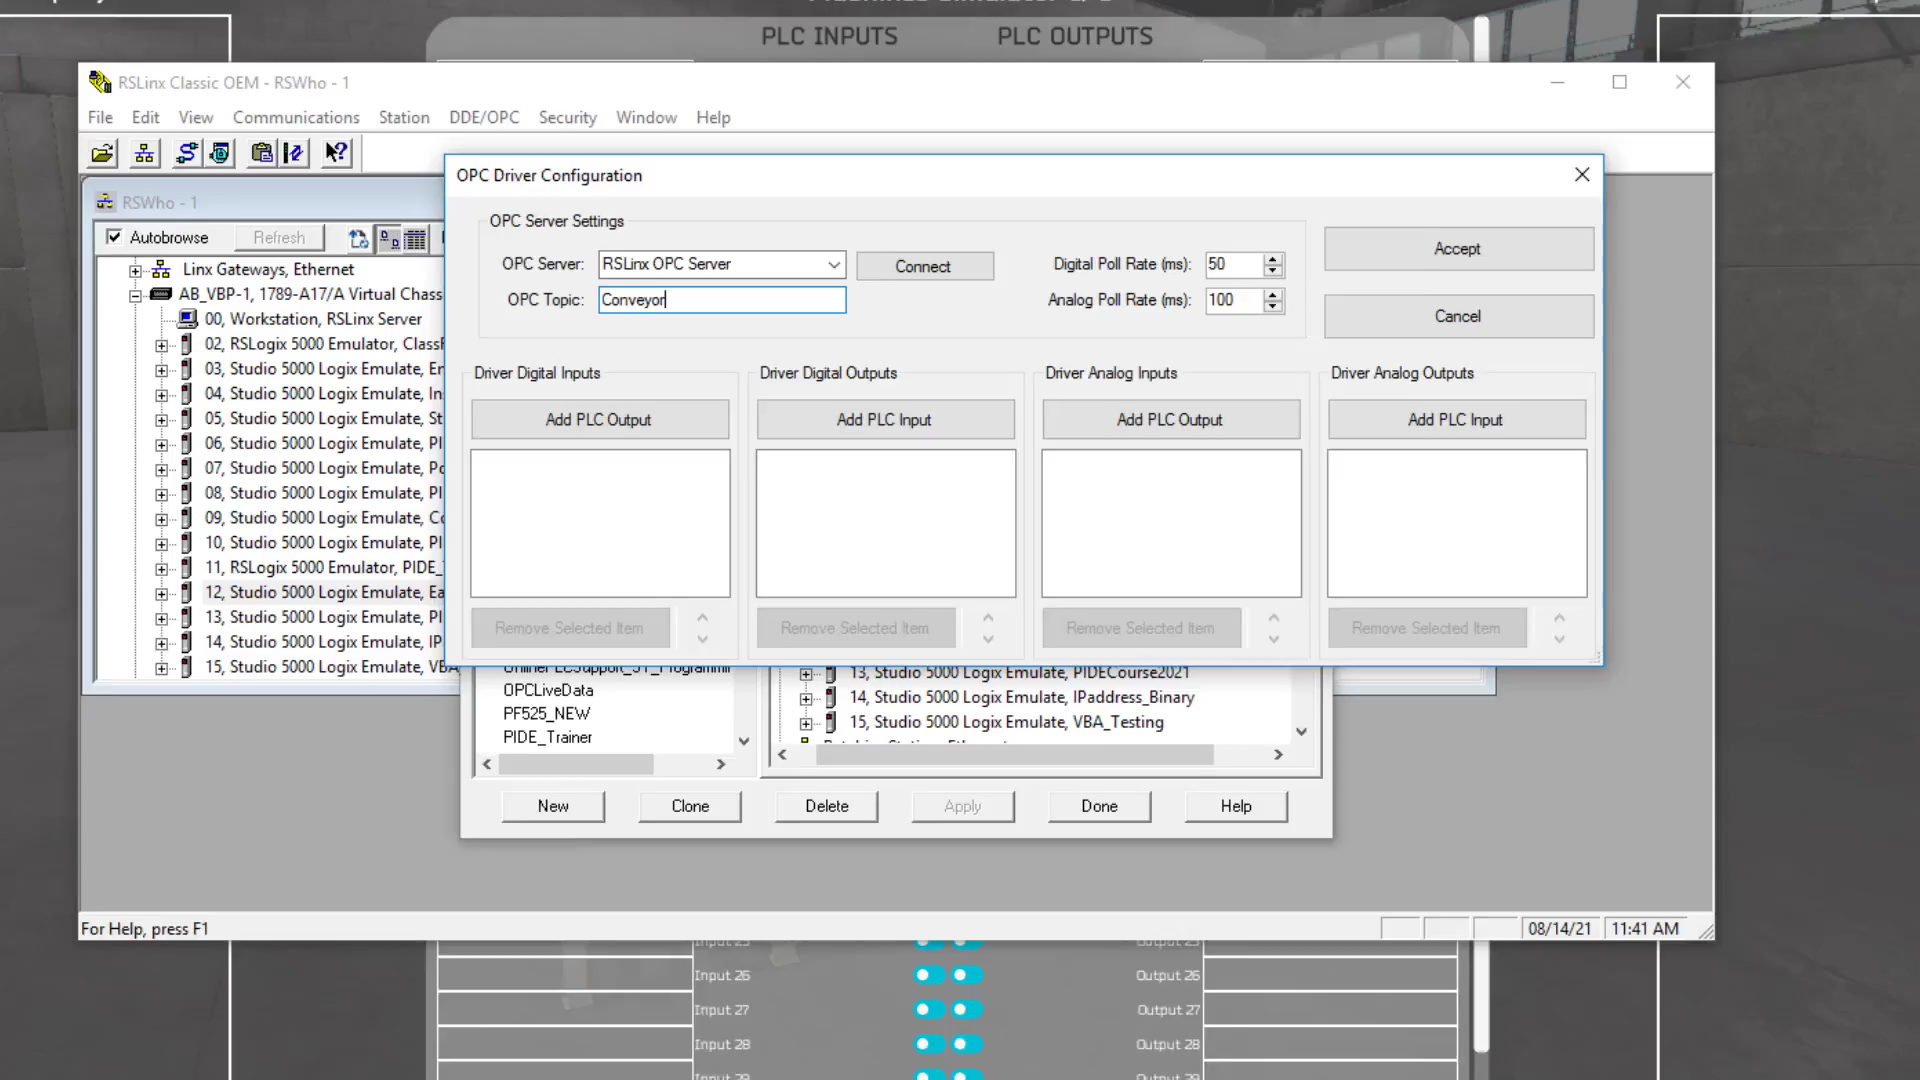 PLC INPUTS
PLC OUTPUTS
RSLinx Classic OEM - RSWho - 1
File Edit View Communications Station DDE/OPC Security Window Help
RSWho - 1
Autobrowse
Refresh
Linx Gateways, Ethernet
AB_VBP-1, 1789-A17/A Virtual Chass
00, Workstation, RSLinx Server
02, RSLogix 5000 Emulator,
03, Studio 5000 Logix Emulate,
04, Studio 5000 Logix Emulate,
05, Studio 5000 Logix Emulate,
06, Studio 5000 Logix Emulate,
07, Studio 5000 Logix Emulate,
08, Studio 5000 Logix Emulate,
09, Studio 5000 Logix Emulate,
10, Studio 5000 Logix Emulate,
11, RSLogix 5000 Emulator, PIDE_
12, Studio 5000 Logix Emulate,
13, Studio 5000 Logix Emulate,
14, Studio 5000 Logix Emulate,
15, Studio 5000 Logix Emulate,
OPC Driver Configuration
OPC Server Settings
OPC Server: RSLinx OPC Server
Connect
Digital Poll Rate (ms): 50
OPC Topic: Conveyor
Analog Poll Rate (ms): 100
Accept
Cancel
Driver Digital Inputs
Driver Digital Outputs
Driver Analog Inputs
Driver Analog Outputs
Add PLC Output
Add PLC Input
Add PLC Output
Add PLC Input
Remove Selected Item
Remove Selected Item
Remove Selected Item
Remove Selected Item
OPCLiveData
PF525_NEW
PIDE_Trainer
13, Studio 5000 Logix Emulate, PIDECourse2021
14, Studio 5000 Logix Emulate, IPaddress_Binary
15, Studio 5000 Logix Emulate, VBA_Testing
New
Clone
Delete
Apply
Done
Help
For Help, press F1
08/14/21
11:41 AM
Input 25
Output 25
Input 26
Output 26
Input 27
Output 27
Input 28
Output 28
Input 29
Output 29